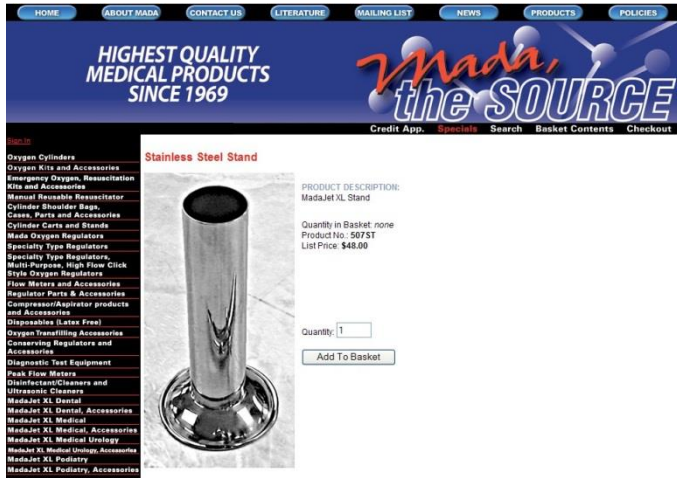 HOME ABOUT MADA CONTACT US LITERATURE MAILING LIST NEWS PRODUCTS POLICIES
HIGHEST QUALITY
MEDICAL PRODUCTS
SINCE 1969
Mada,
the SOURCE
Credit App. Specials Search Basket Contents Checkout
Sign In
Oxygen Cylinders
Oxygen Kits and Accessories
Emergency Oxygen, Resuscitation
Kits and Accessories
Manual Reusable Resuscitator
Cylinder Shoulder Bags,
Cases, Parts and Accessories
Cylinder Carts and Stands
Mada Oxygen Regulators
Specialty Type Regulators
Specialty Type Regulators,
Multi-Purpose, High Flow Click
Style Oxygen Regulators
Flow Meters and Accessories
Regulator Parts & Accessories
Compressor/Aspirator products
and Accessories
Disposables (Latex Free)
Oxygen Transfilling Accessories
Conserving Regulators and
Accessories
Diagnostic Test Equipment
Peak Flow Meters
Disinfectant/Cleaners and
Ultrasonic Cleaners
MadaJet XL Dental
MadaJet XL Dental, Accessories
MadaJet XL Medical
MadaJet XL Medical, Accessories
MadaJet XL Medical Urology
MadaJet XL Medical Urology, Accessories
MadaJet XL Podiatry
MadaJet XL Podiatry, Accessories
Stainless Steel Stand
PRODUCT DESCRIPTION:
MadaJet XL Stand
Quantity in Basket: none
Product No.: 507ST
List Price: $48.00
Quantity: 1
Add To Basket